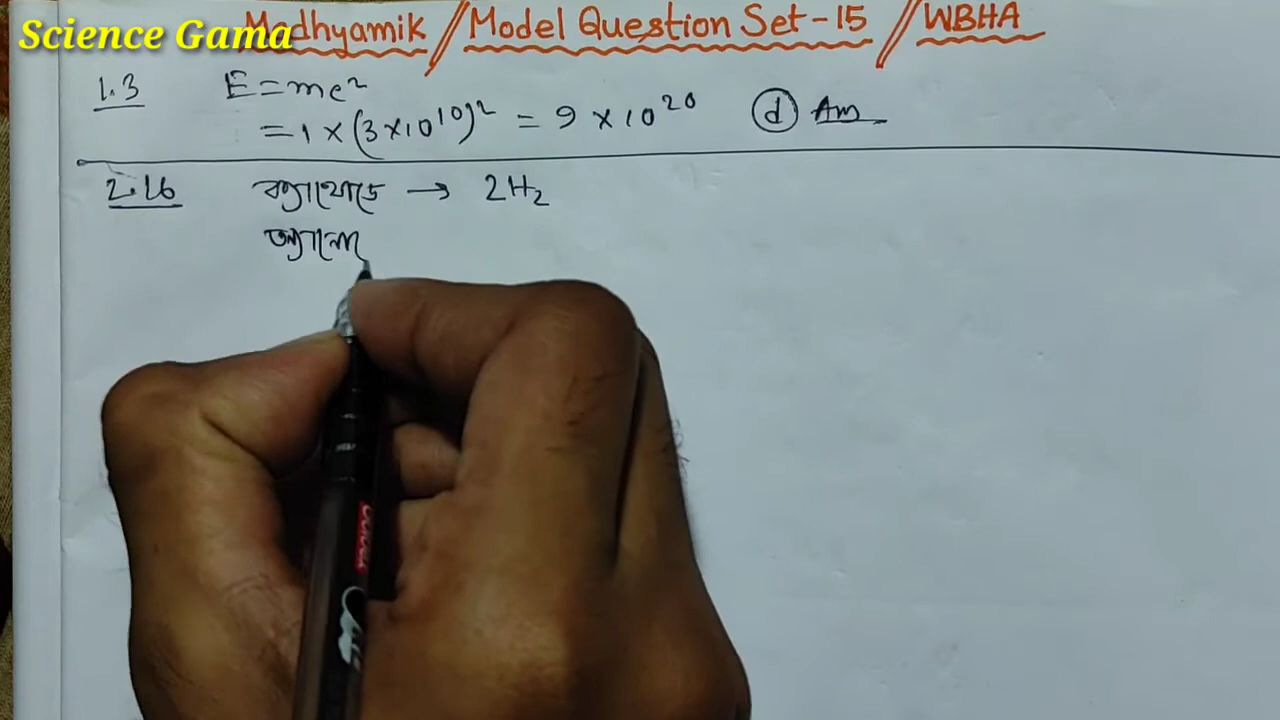 Science Gama
Madhyamik / Model Question Set-15 / WBHA
1.3 E = mc²
= 1 × (3×10¹⁰)² = 9 × 10²⁰ (d) Ans
2.26 ক্যাথোডে → 2H₂
অ্যানো